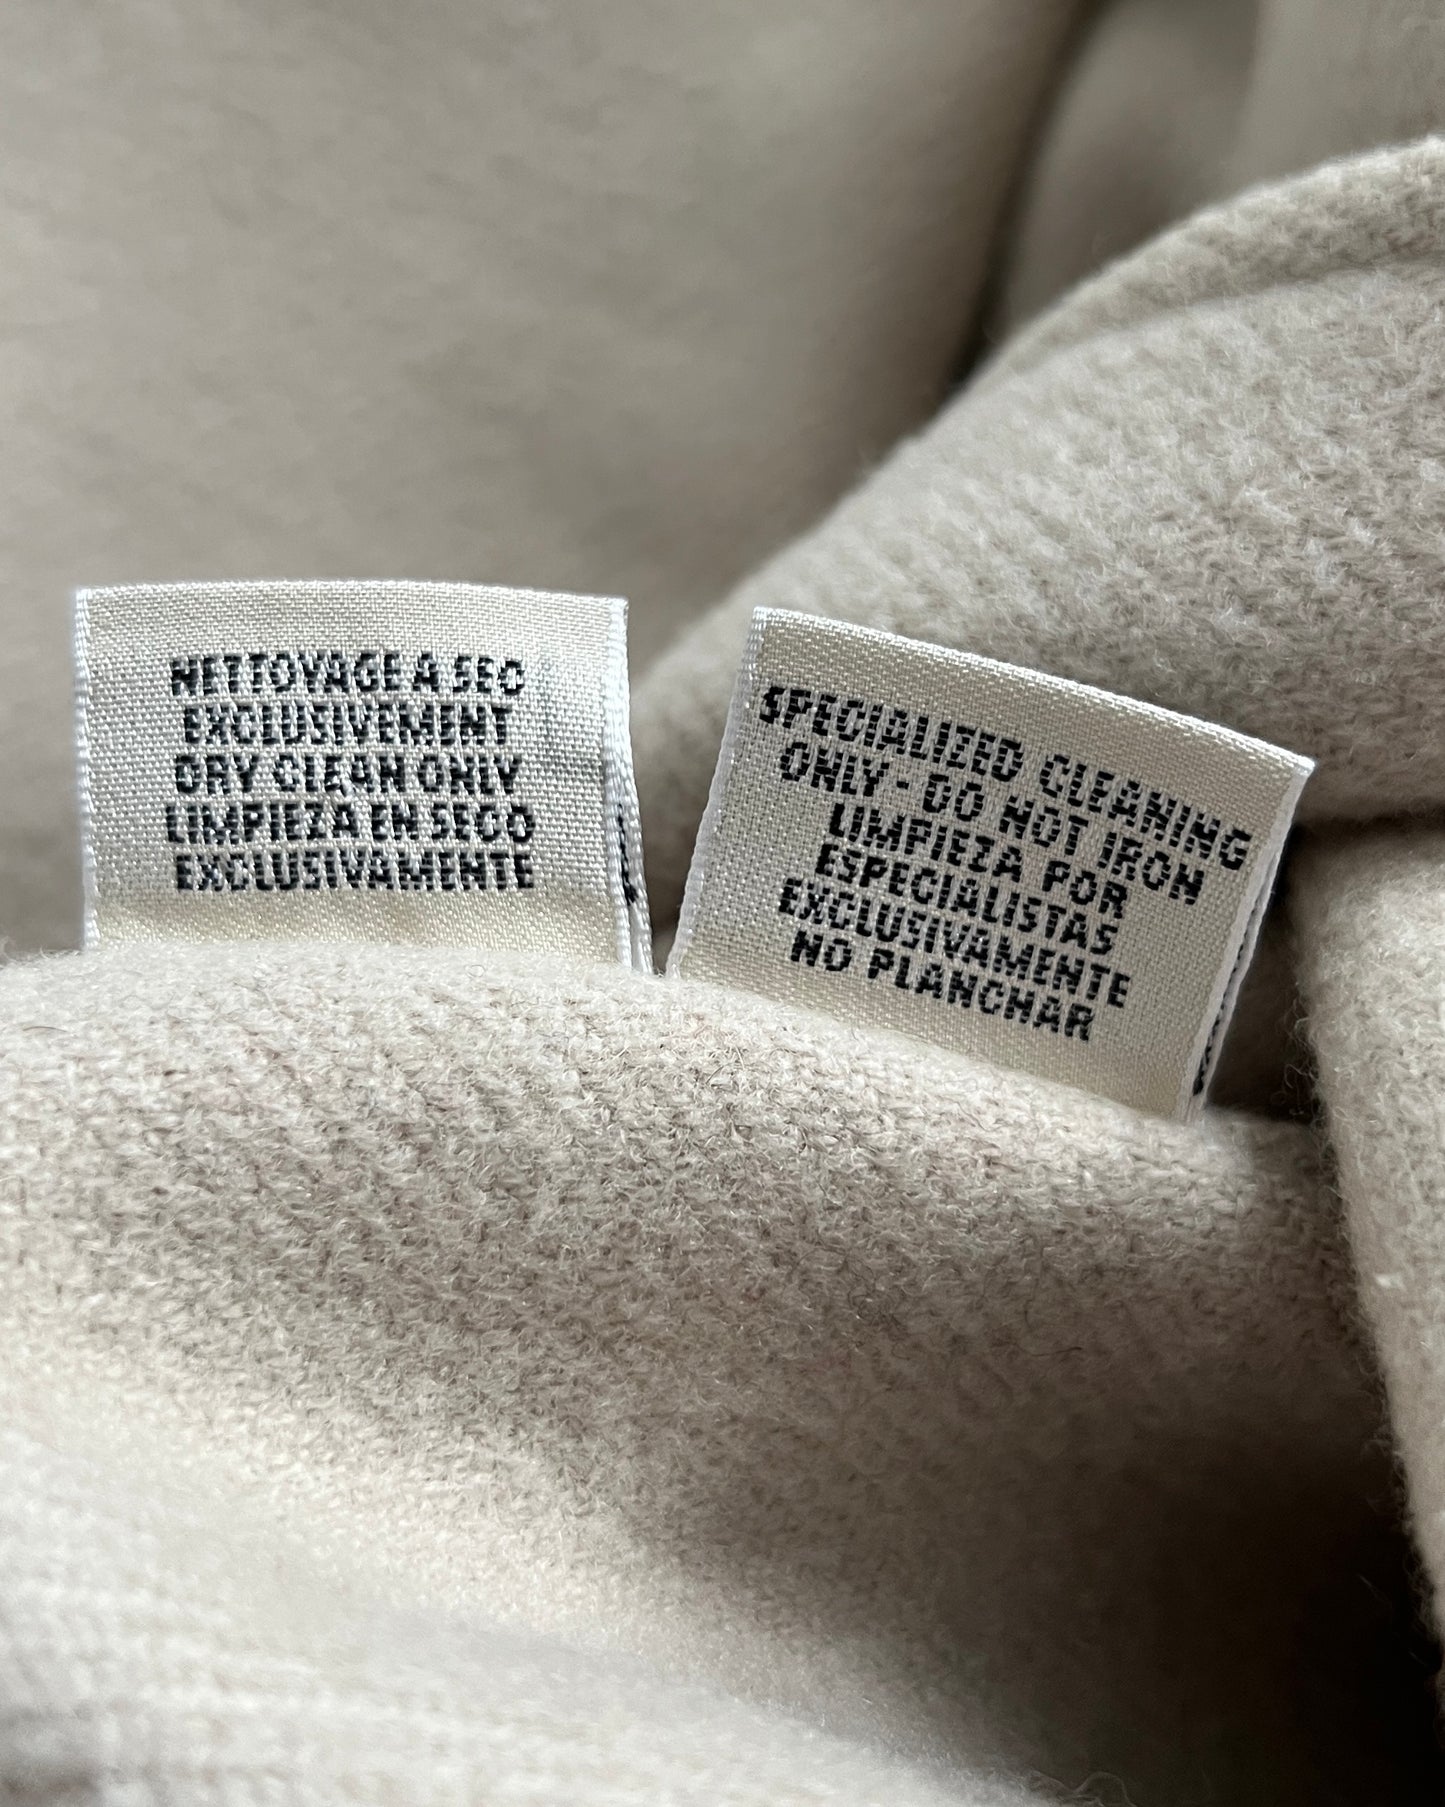 NETTOYAGE A SEC
EXCLUSIVEMENT
DRY CLEAN ONLY
LIMPIEZA EN SECO
EXCLUSIVAMENTE
SPECIALIZED CLEANING
ONLY - DO NOT IRON
LIMPIEZA POR
ESPECIALISTAS
EXCLUSIVAMENTE
NO PLANCHAR